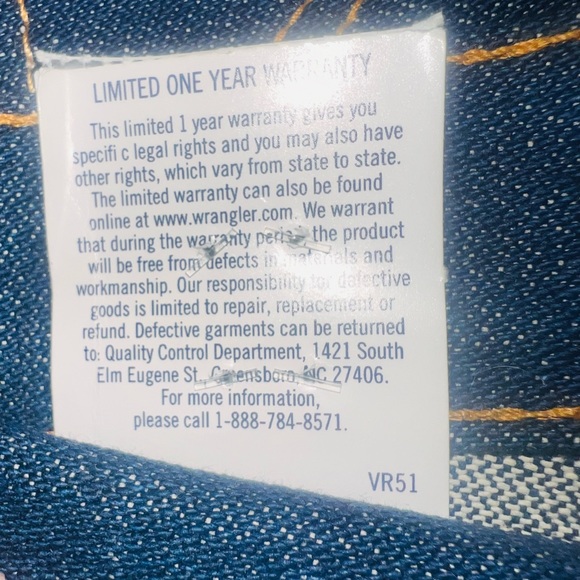 LIMITED ONE YEAR WARRANTY
This limited 1 year warranty gives you
specifi c legal rights and you may also have
other rights, which vary from state to state.
The limited warranty can also be found
online at www.wrangler.com. We warrant
that during the warranty period the product
will be free from defects in materials and
workmanship. Our responsibility for defective
goods is limited to repair, replacement or
refund. Defective garments can be returned
to: Quality Control Department, 1421 South
Elm Eugene St. Greensboro, NC 27406.
For more information,
please call 1-888-784-8571.
VR51